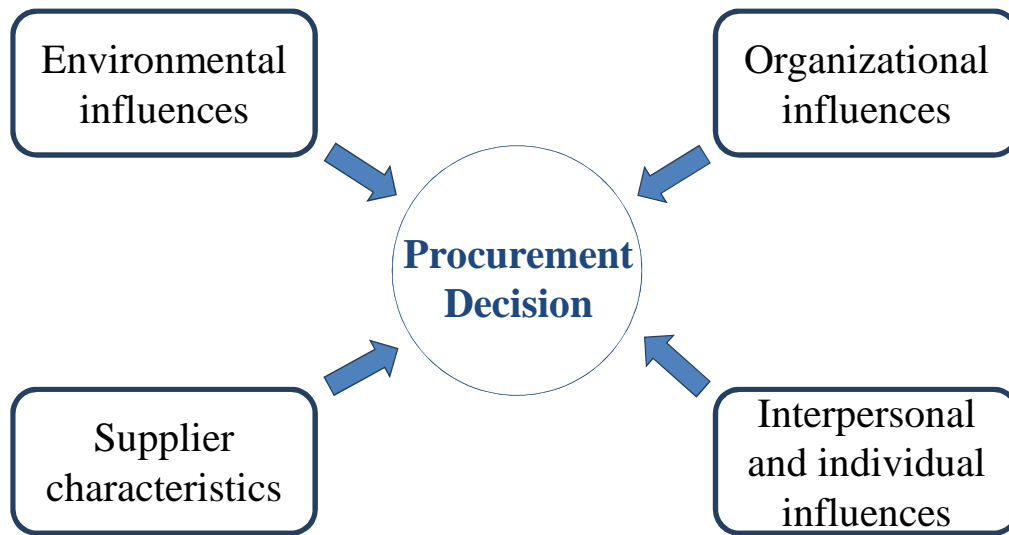 Environmental
influences
Organizational
influences
Procurement
Decision
Supplier
characteristics
Interpersonal
and individual
influences